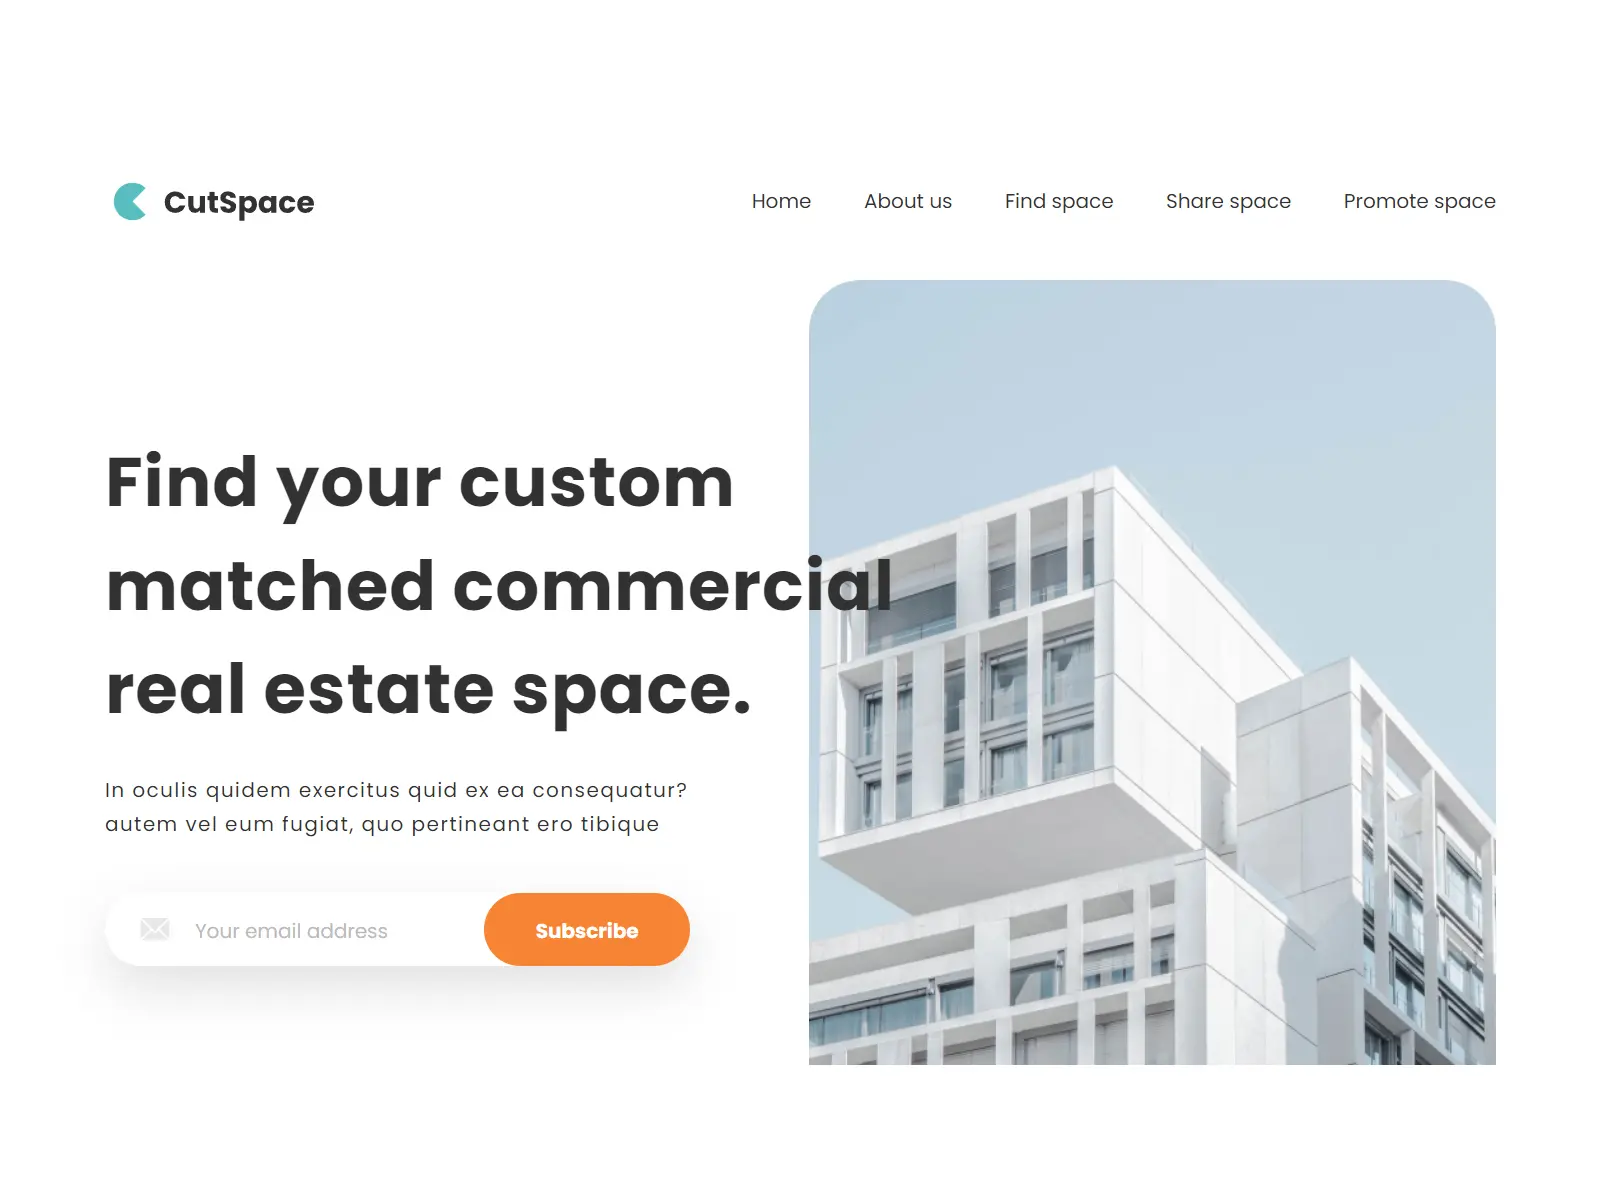 CutSpace
Home About us Find space Share space Promote space
Find your custom
matched commercial
real estate space.
In oculis quidem exercitus quid ex ea consequatur?
autem vel eum fugiat, quo pertineant ero tibique
Your email address Subscribe